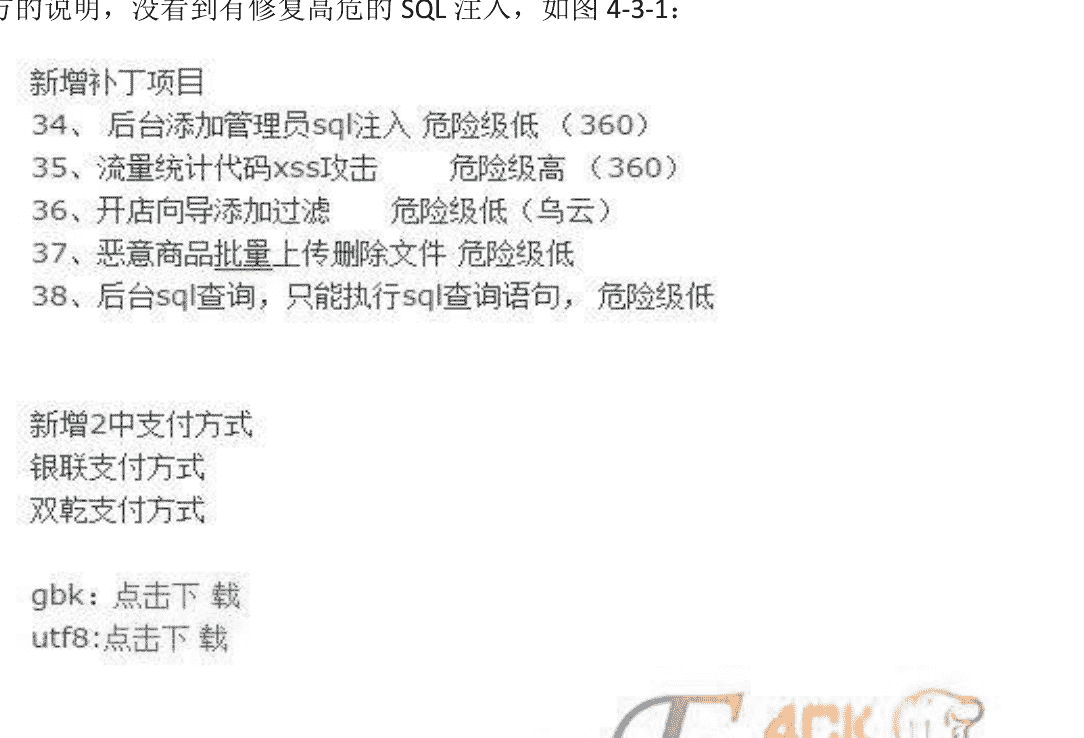 方的说明，没看到有修复高危的 SQL 注入，如图 4-3-1：
新增补丁项目
34、 后台添加管理员sql注入 危险级低 （360）
35、流量统计代码xss攻击 危险级高 （360）
36、开店向导添加过滤 危险级低（乌云）
37、恶意商品批量上传删除文件 危险级低
38、后台sql查询，只能执行sql查询语句， 危险级低
新增2中支付方式
银联支付方式
双乾支付方式
gbk：点击下 载
utf8:点击下 载